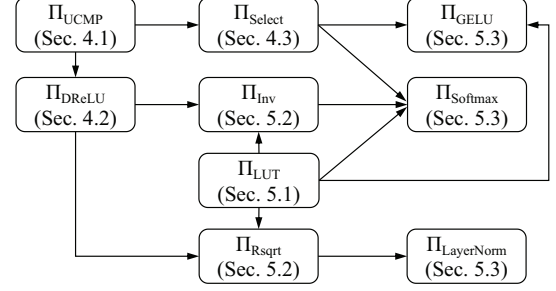 Π_UCMP
(Sec. 4.1)
Π_Select
(Sec. 4.3)
Π_GELU
(Sec. 5.3)
Π_DReLU
(Sec. 4.2)
Π_Inv
(Sec. 5.2)
Π_Softmax
(Sec. 5.3)
Π_LUT
(Sec. 5.1)
Π_Rsqrt
(Sec. 5.2)
Π_LayerNorm
(Sec. 5.3)